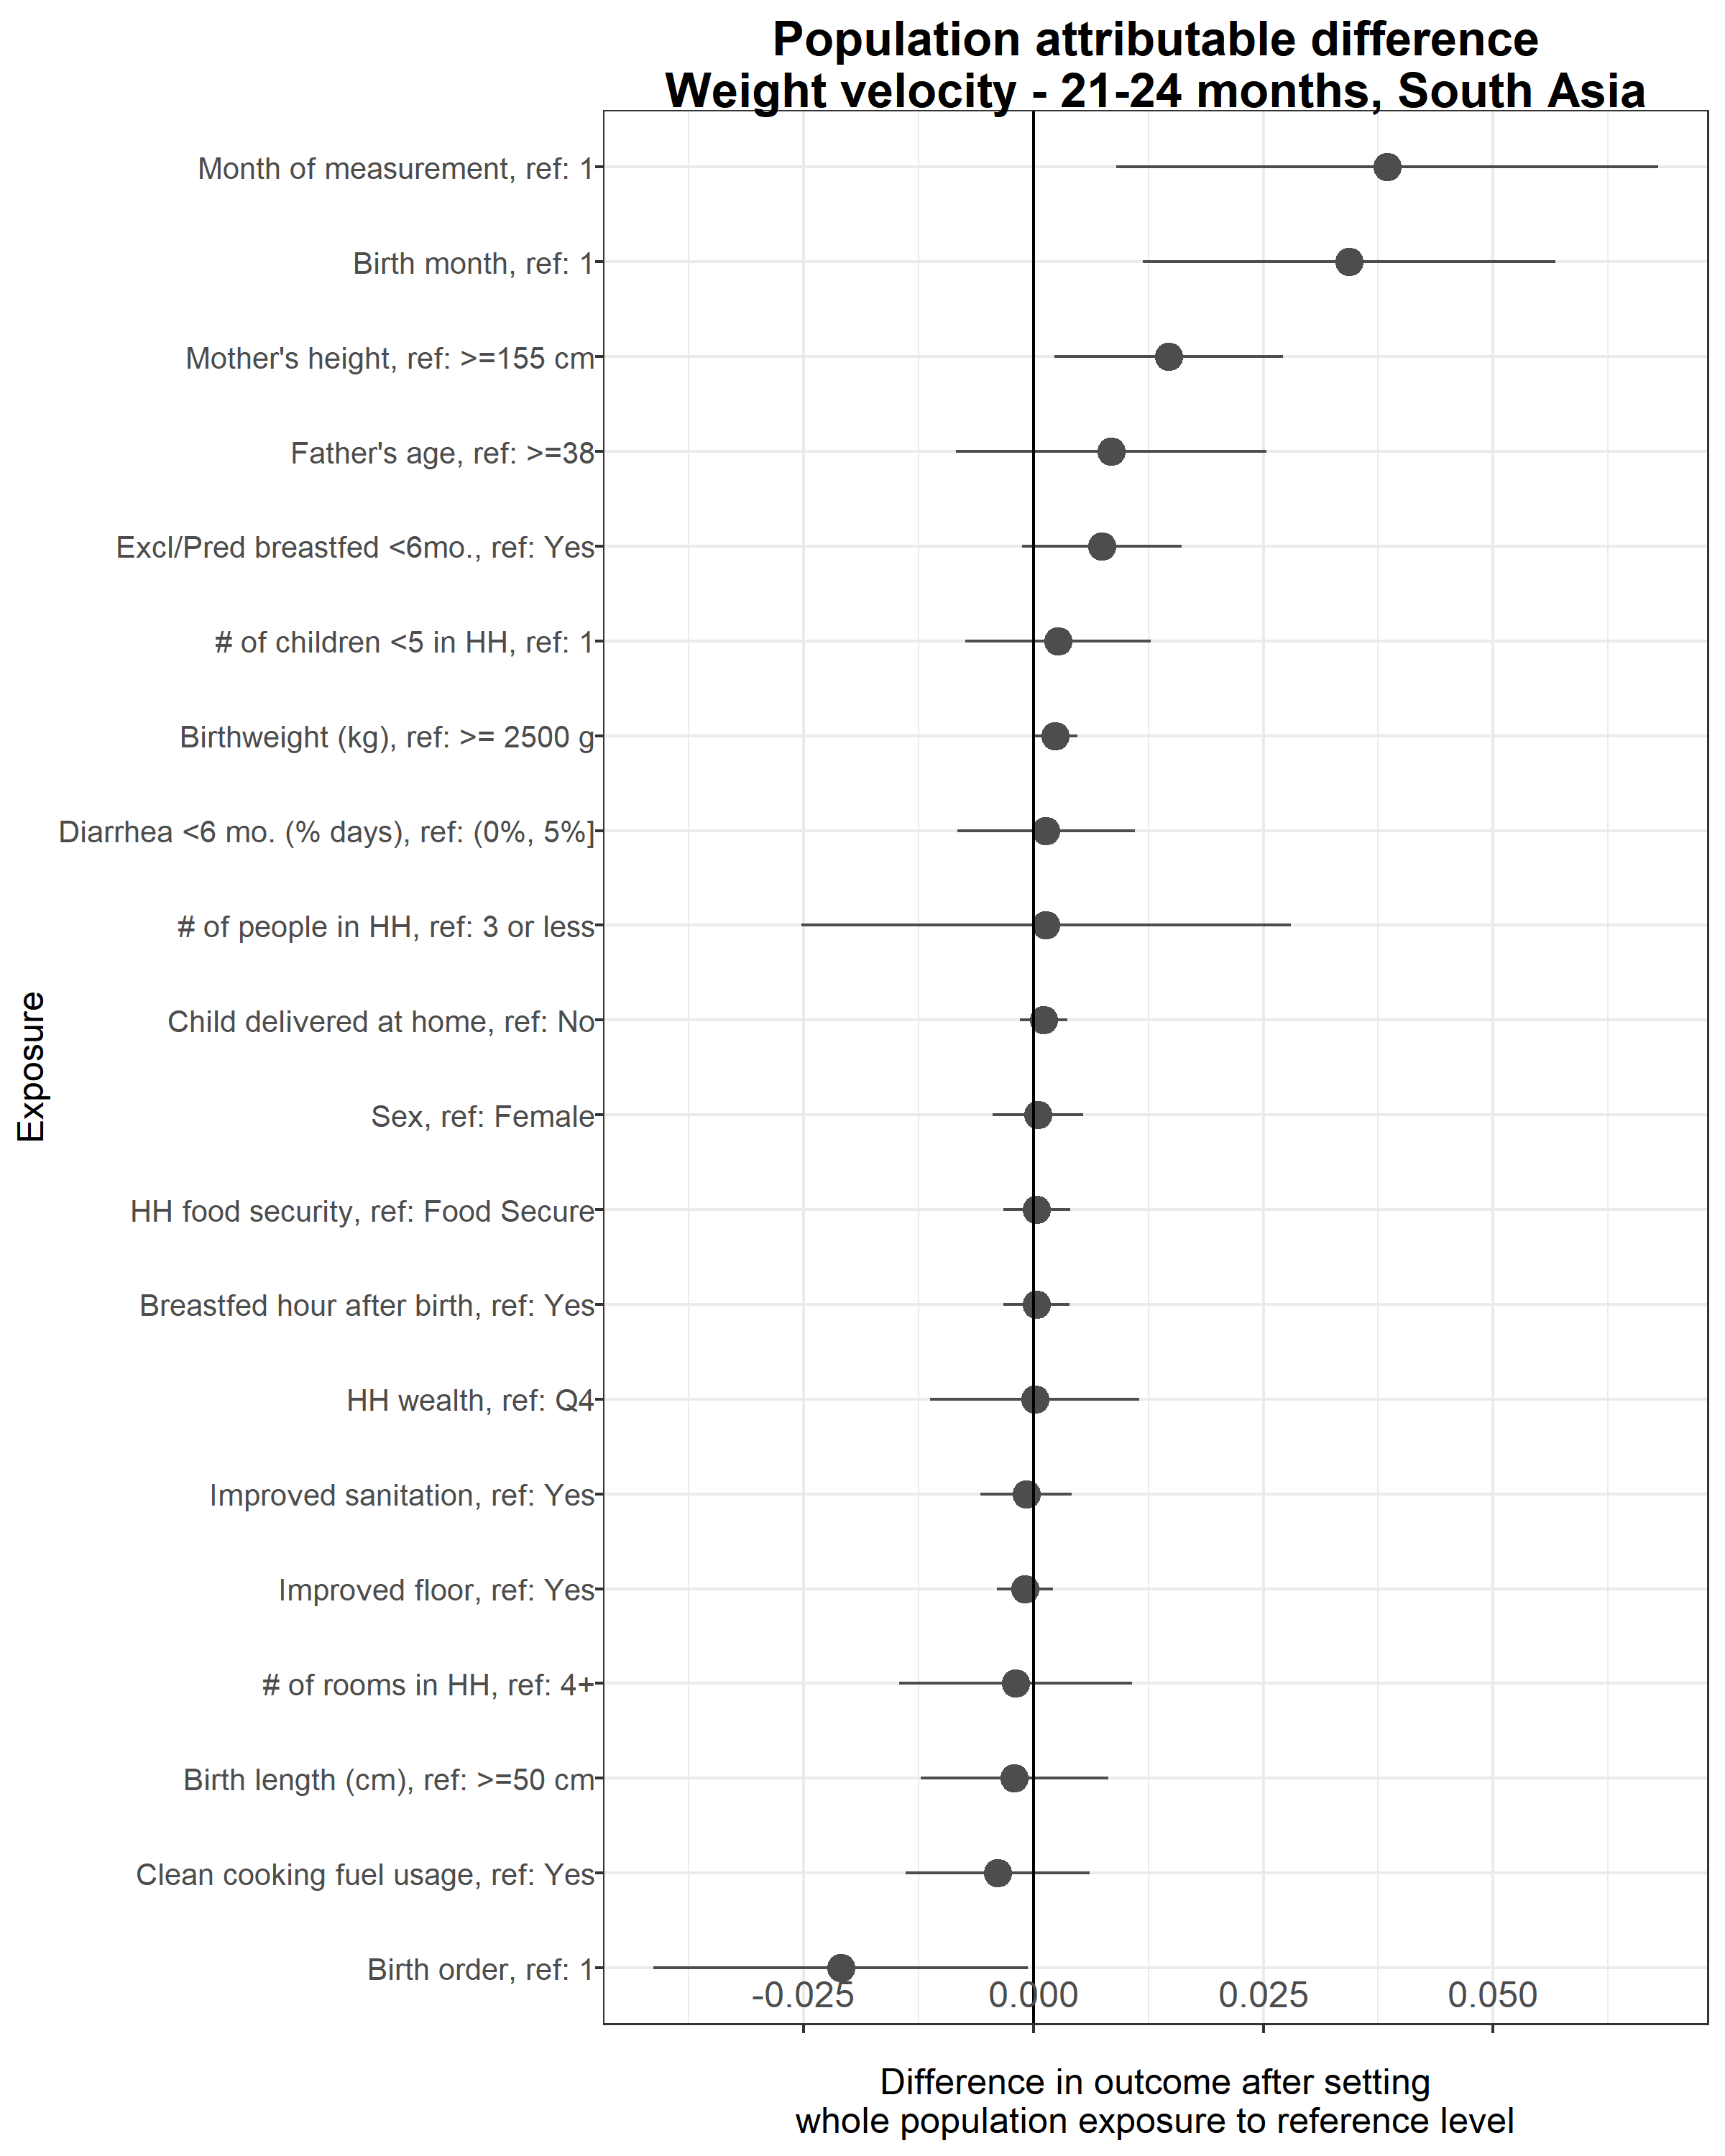 Population attributable difference
Weight velocity - 21-24 months, South Asia
Month of measurement, ref: 1
Birth month, ref: 1
Mother's height, ref: >=155 cm
Father's age, ref: >=38
Excl/Pred breastfed <6mo., ref: Yes
# of children <5 in HH, ref: 1
Birthweight (kg), ref: >= 2500 g
Diarrhea <6 mo. (% days), ref: (0%, 5%]
# of people in HH, ref: 3 or less
Child delivered at home, ref: No
Sex, ref: Female
HH food security, ref: Food Secure
Breastfed hour after birth, ref: Yes
HH wealth, ref: Q4
Improved sanitation, ref: Yes
Improved floor, ref: Yes
# of rooms in HH, ref: 4+
Birth length (cm), ref: >=50 cm
Clean cooking fuel usage, ref: Yes
Birth order, ref: 1
Exposure
-0.025 0.000 0.025 0.050
Difference in outcome after setting
whole population exposure to reference level